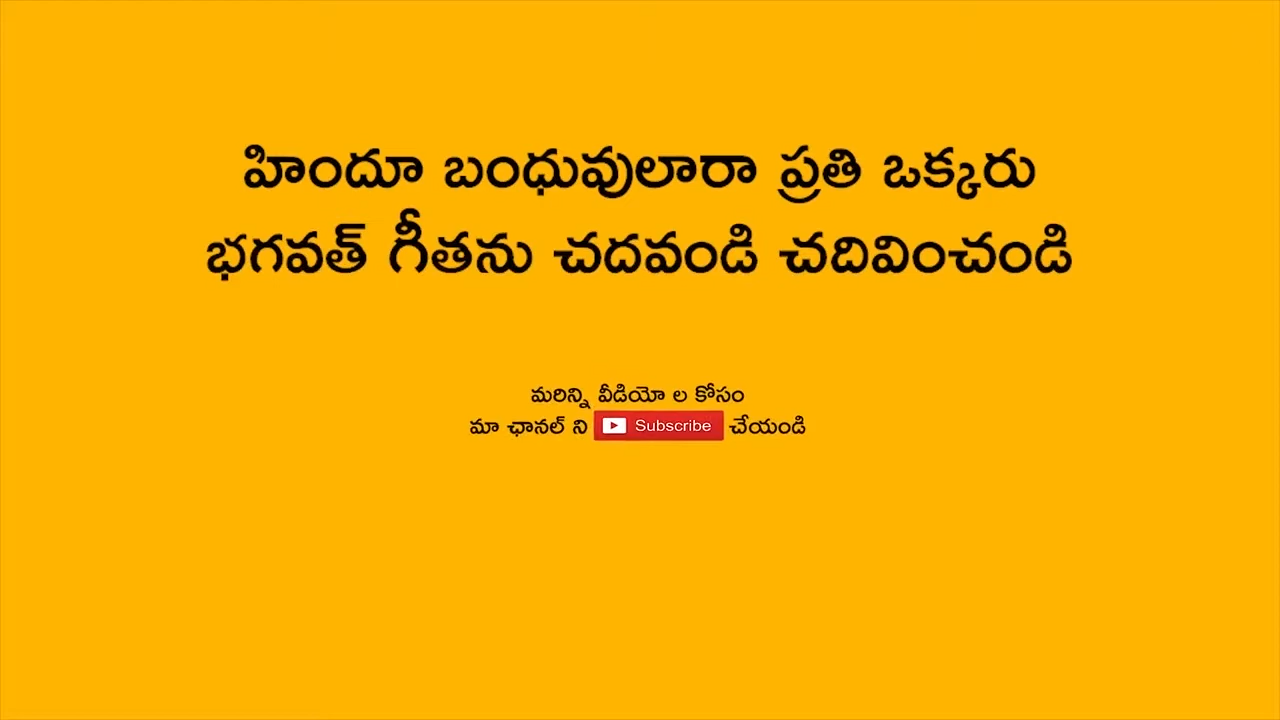 హిందూ బంధువులారా ప్రతి ఒక్కరు
భగవత్ గీతను చదవండి చదివించండి
మరిన్ని వీడియో ల కోసం
మా ఛానల్ ని Subscribe చేయండి